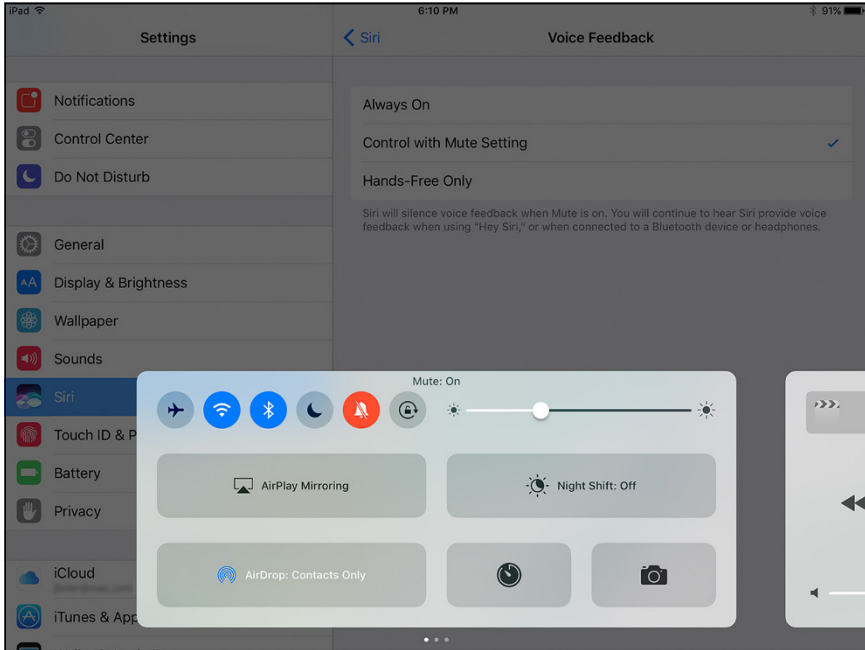 iPad 6:10 PM 91%
Settings
Siri Voice Feedback
Notifications
Control Center
Do Not Disturb
General
Display & Brightness
Wallpaper
Sounds
Siri
Touch ID & P
Battery
Privacy
iCloud
iTunes & App
Always On
Control with Mute Setting
Hands-Free Only
Siri will silence voice feedback when Mute is on. You will continue to hear Siri provide voice
feedback when using "Hey Siri," or when connected to a Bluetooth device or headphones.
Mute: On
AirPlay Mirroring
Night Shift: Off
AirDrop: Contacts Only